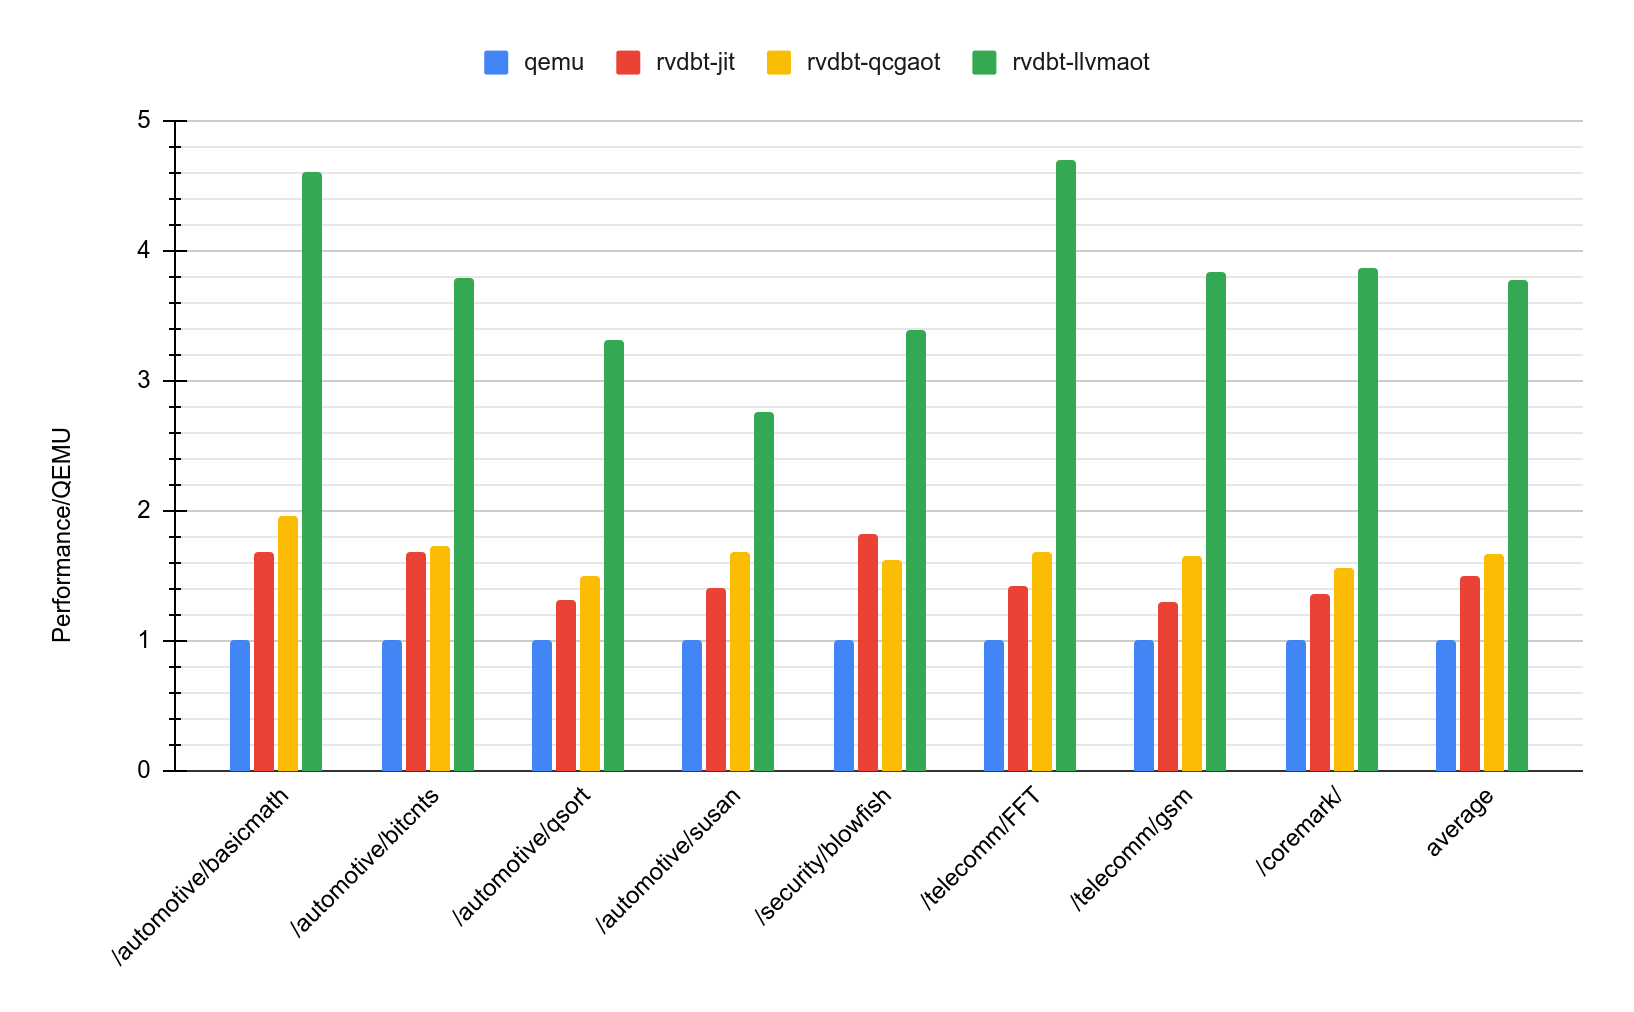 qemu rvdbt-jit rvdbt-qcgaot rvdbt-llvmaot
Performance/QEMU
5
4
3
2
1
0
/automotive/basicmath
/automotive/bitcnts
/automotive/qsort
/automotive/susan
/security/blowfish
/telecomm/FFT
/telecomm/gsm
/coremark/
average